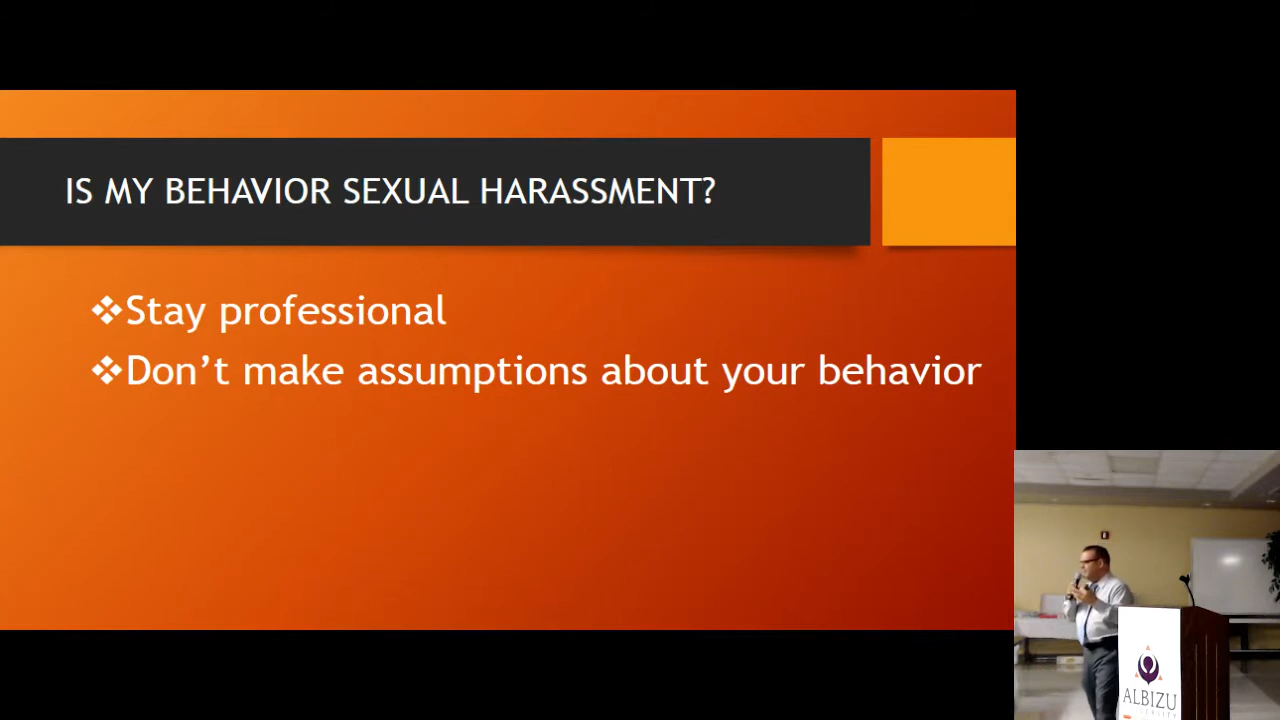 IS MY BEHAVIOR SEXUAL HARASSMENT?
❖Stay professional
❖Don’t make assumptions about your behavior
ALBIZU